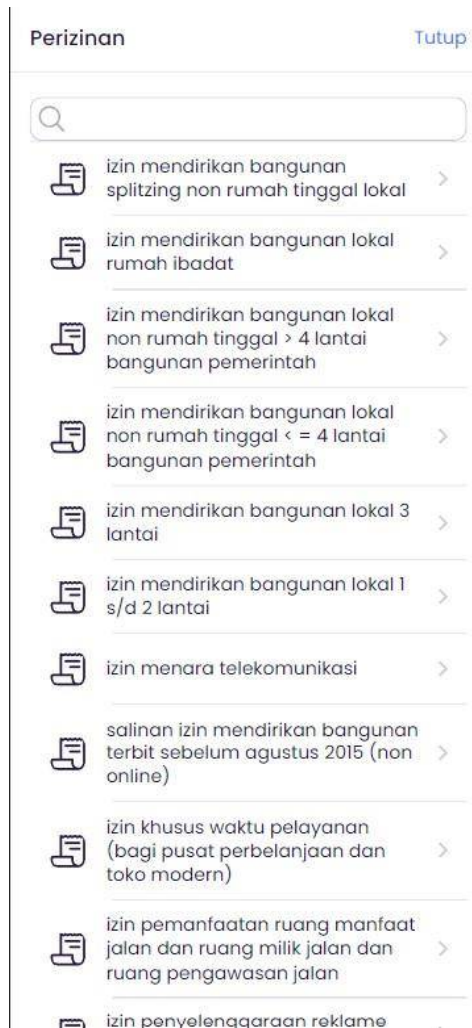 Perizinan
Tutup
izin mendirikan bangunan
splitzing non rumah tinggal lokal
izin mendirikan bangunan lokal
rumah ibadat
izin mendirikan bangunan lokal
non rumah tinggal > 4 lantai
bangunan pemerintah
izin mendirikan bangunan lokal
non rumah tinggal < = 4 lantai
bangunan pemerintah
izin mendirikan bangunan lokal 3
lantai
izin mendirikan bangunan lokal 1
s/d 2 lantai
izin menara telekomunikasi
salinan izin mendirikan bangunan
terbit sebelum agustus 2015 (non
online)
izin khusus waktu pelayanan
(bagi pusat perbelanjaan dan
toko modern)
izin pemanfaatan ruang manfaat
jalan dan ruang milik jalan dan
ruang pengawasan jalan
izin penyelenggaraan reklame